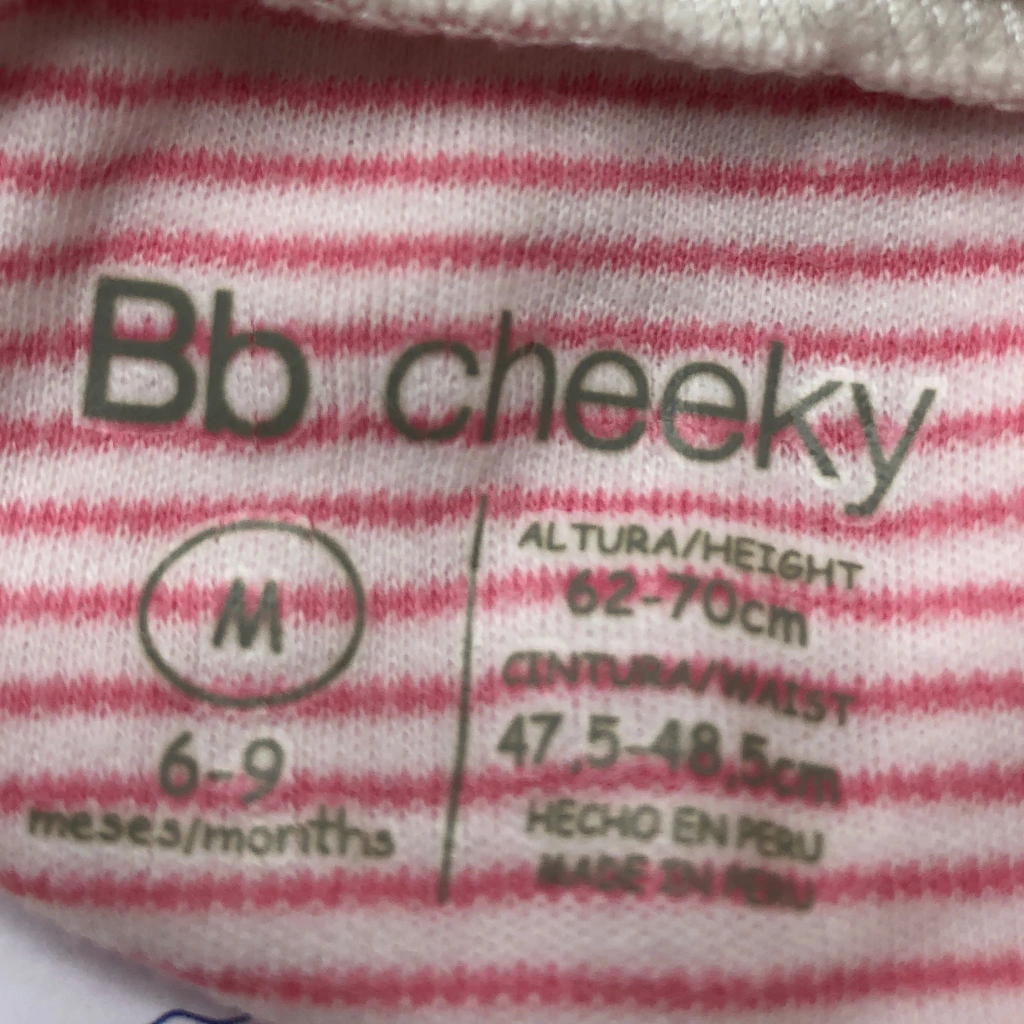 Bb cheeky
M
6-9
meses/months
ALTURA/HEIGHT
62-70cm
CINTURA/WAIST
47,5-48,5cm
HECHO EN PERU
MADE IN PERU